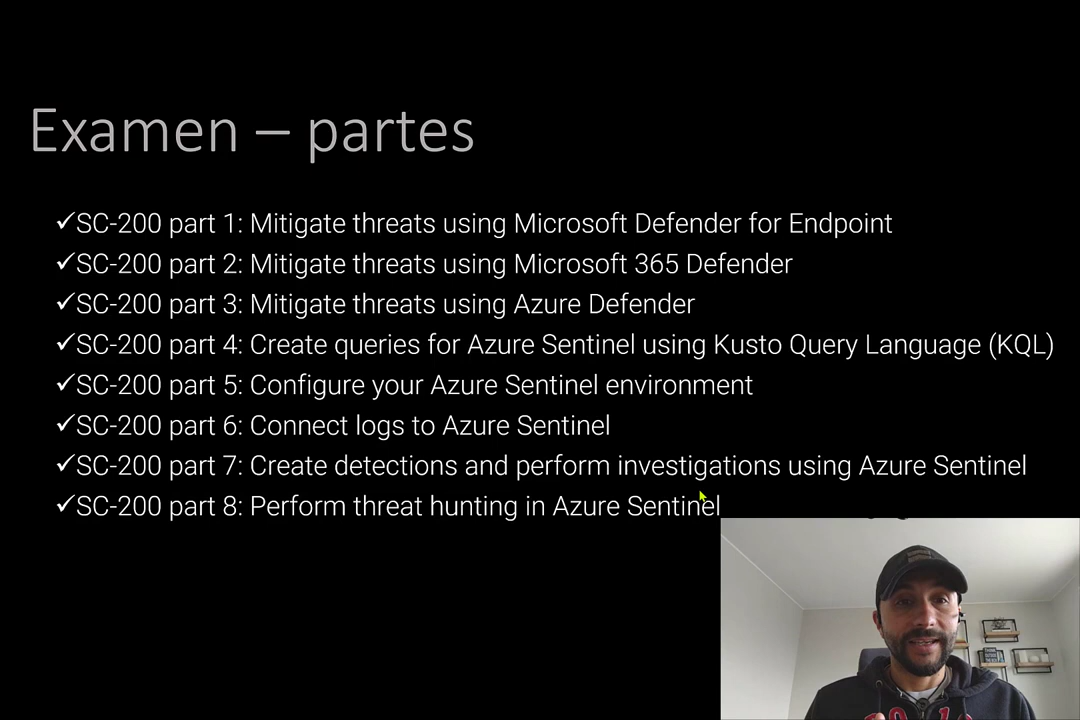 Examen – partes
✓SC-200 part 1: Mitigate threats using Microsoft Defender for Endpoint
✓SC-200 part 2: Mitigate threats using Microsoft 365 Defender
✓SC-200 part 3: Mitigate threats using Azure Defender
✓SC-200 part 4: Create queries for Azure Sentinel using Kusto Query Language (KQL)
✓SC-200 part 5: Configure your Azure Sentinel environment
✓SC-200 part 6: Connect logs to Azure Sentinel
✓SC-200 part 7: Create detections and perform investigations using Azure Sentinel
✓SC-200 part 8: Perform threat hunting in Azure Sentinel